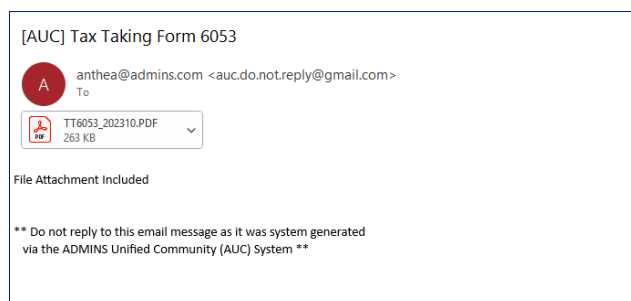 [AUC] Tax Taking Form 6053
A
anthea@admins.com <auc.do.not.reply@gmail.com>
To
PDF
TT6053_202310.PDF
263 KB
File Attachment Included
** Do not reply to this email message as it was system generated
via the ADMINS Unified Community (AUC) System **